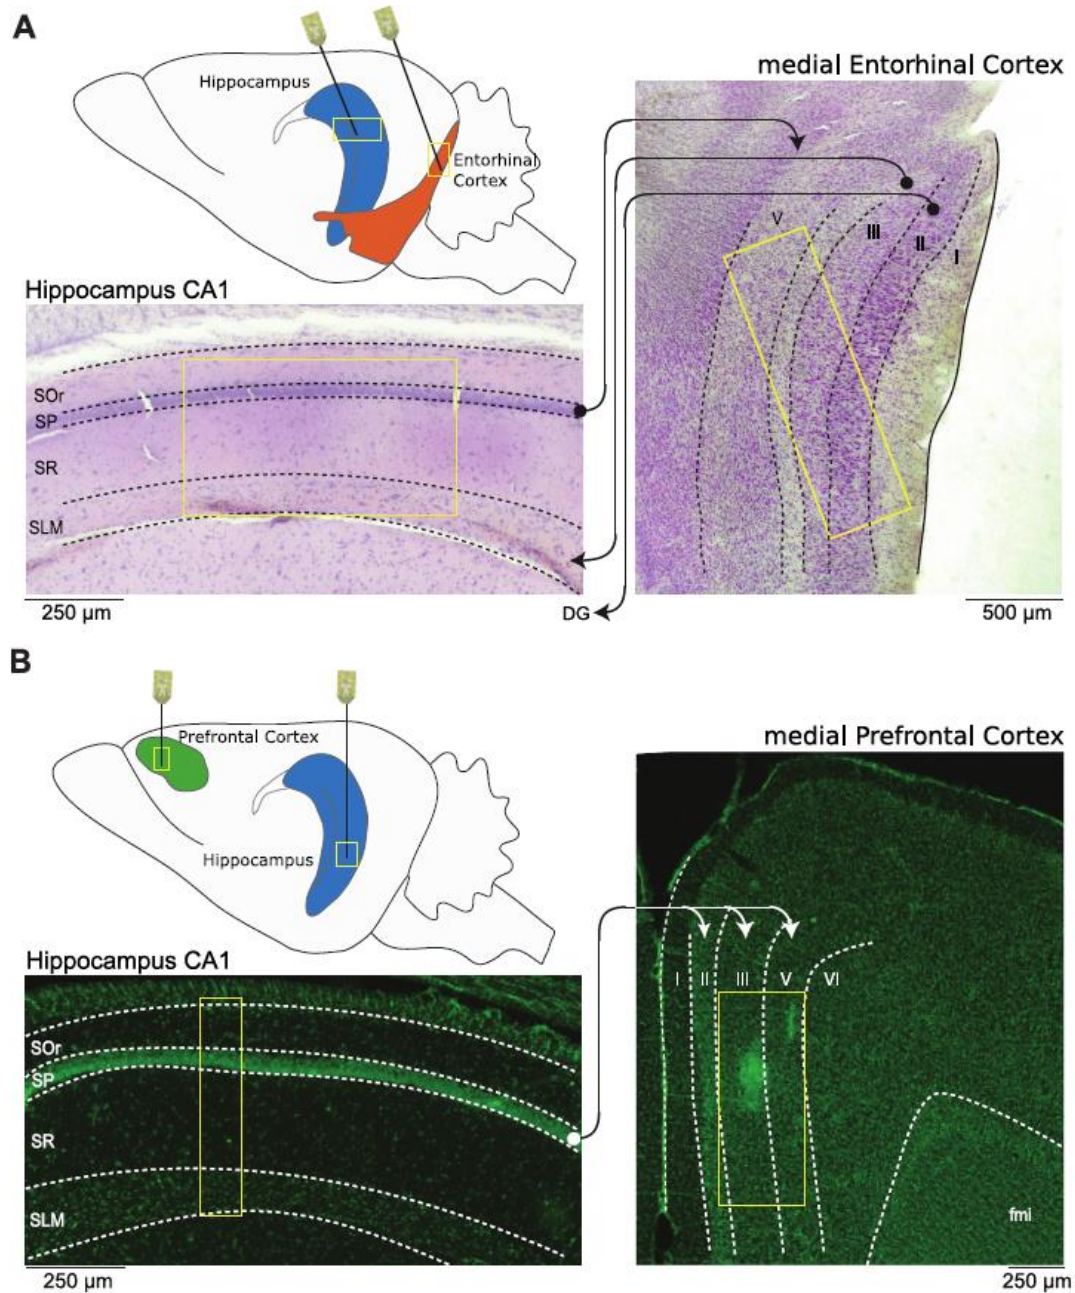 A
Hippocampus
Entorhinal
Cortex
medial Entorhinal Cortex
V
III
II
I
500 µm
Hippocampus CA1
SOr
SP
SR
SLM
250 µm
DG
B
Prefrontal Cortex
Hippocampus
medial Prefrontal Cortex
I
II
III
V
VI
fmi
250 µm
Hippocampus CA1
SOr
SP
SR
SLM
250 µm